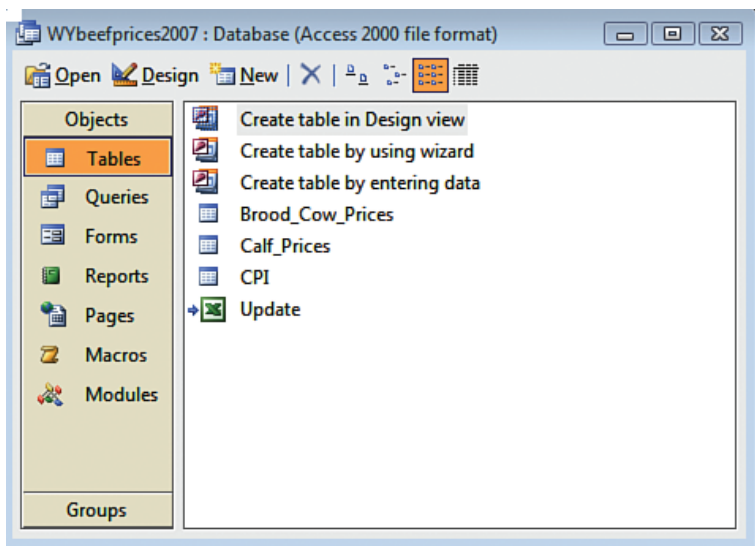 WYbeefprices2007 : Database (Access 2000 file format)
Open Design New
Objects
Tables
Queries
Forms
Reports
Pages
Macros
Modules
Groups
Create table in Design view
Create table by using wizard
Create table by entering data
Brood_Cow_Prices
Calf_Prices
CPI
Update